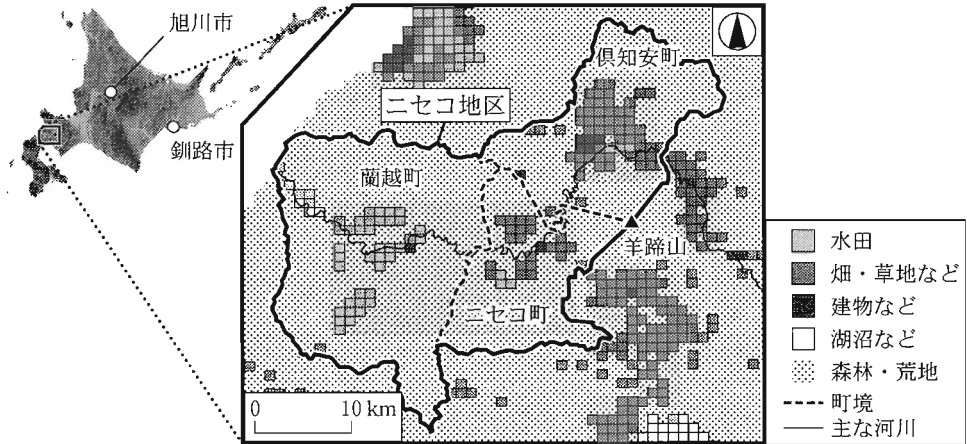 旭川市
釧路市
ニセコ地区
倶知安町
蘭越町
羊蹄山
ニセコ町
0 10 km
水田
畑・草地など
建物など
湖沼など
森林・荒地
町境
主な河川